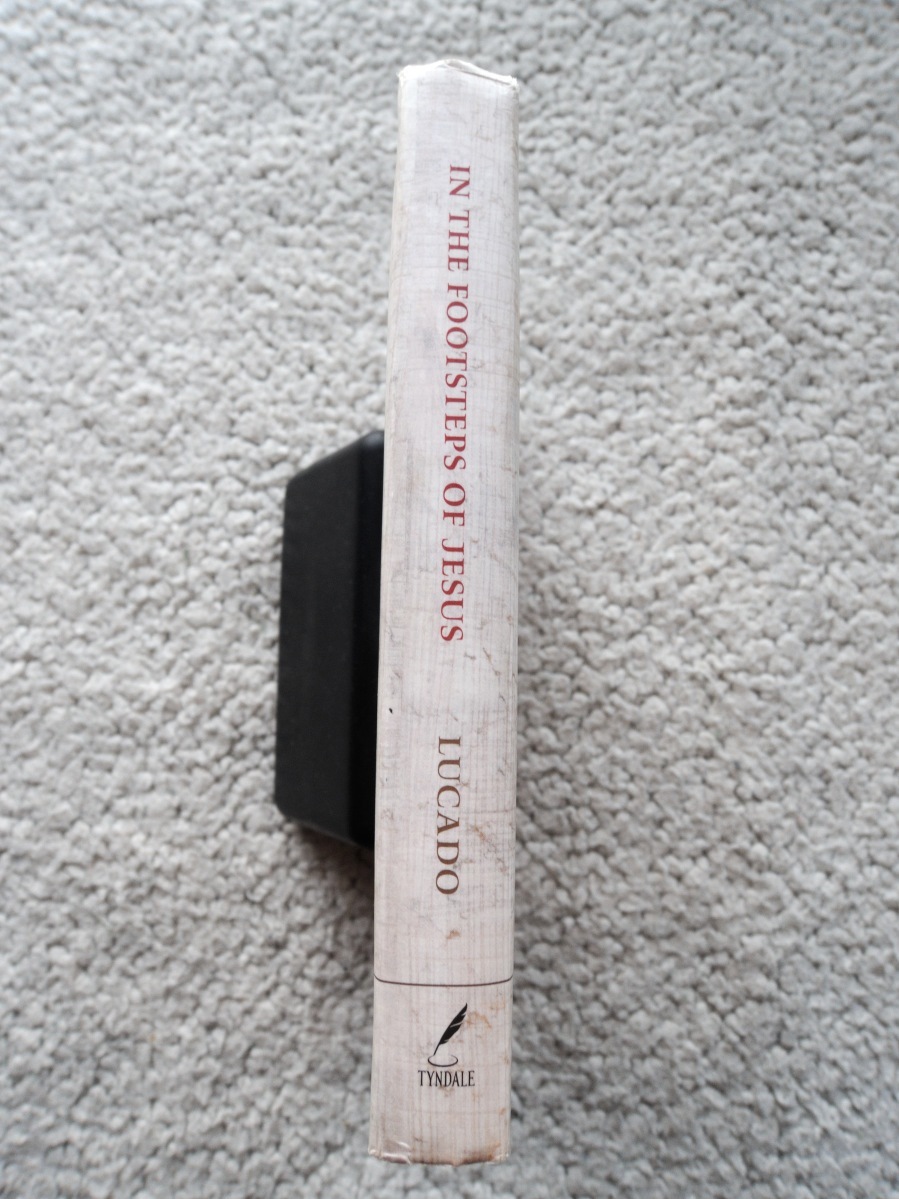 IN THE FOOTSTEPS OF JESUS
LUCADO
TYNDALE